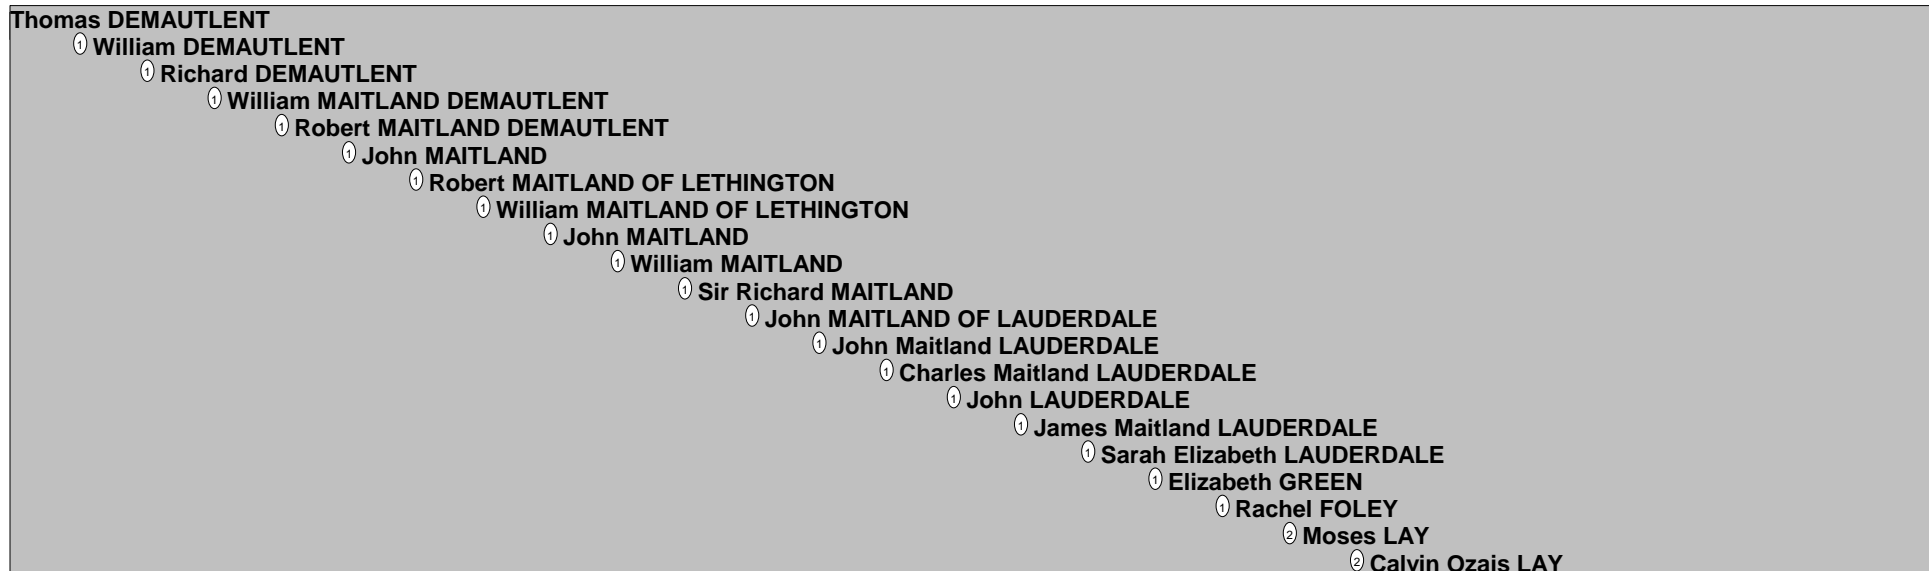 Thomas DEMAUTLENT
1 William DEMAUTLENT
1 Richard DEMAUTLENT
1 William MAITLAND DEMAUTLENT
1 Robert MAITLAND DEMAUTLENT
1 John MAITLAND
1 Robert MAITLAND OF LETHINGTON
1 William MAITLAND OF LETHINGTON
1 John MAITLAND
1 William MAITLAND
1 Sir Richard MAITLAND
1 John MAITLAND OF LAUDERDALE
1 John Maitland LAUDERDALE
1 Charles Maitland LAUDERDALE
1 John LAUDERDALE
1 James Maitland LAUDERDALE
1 Sarah Elizabeth LAUDERDALE
1 Elizabeth GREEN
1 Rachel FOLEY
2 Moses LAY
2 Calvin Ozais LAY